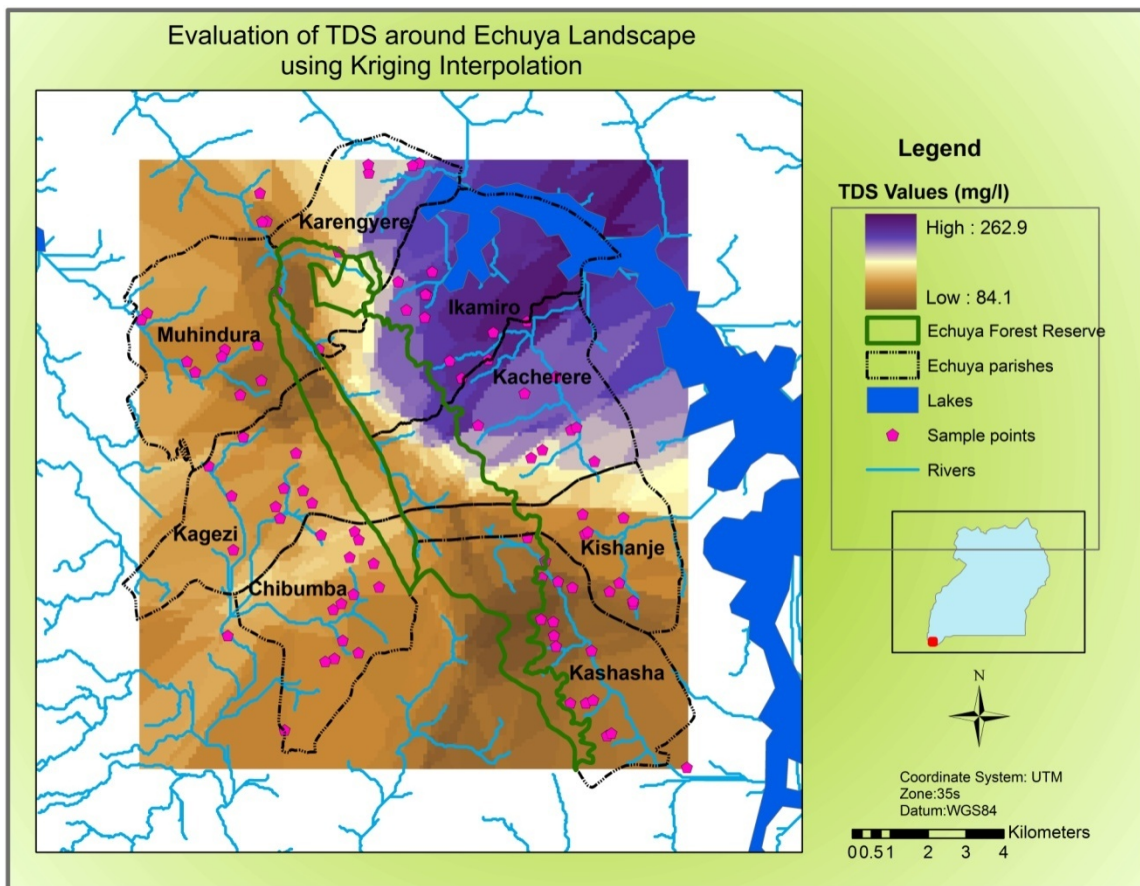 Evaluation of TDS around Echuya Landscape
using Kriging Interpolation
Karengyere
Ikamiro
Muhindura
Kacherere
Kagezi
Kishanje
Chibumba
Kashasha
Legend
TDS Values (mg/l)
High : 262.9
Low : 84.1
Echuya Forest Reserve
Echuya parishes
Lakes
Sample points
Rivers
N
Coordinate System: UTM
Zone:35s
Datum:WGS84
Kilometers
0 0.5 1 2 3 4